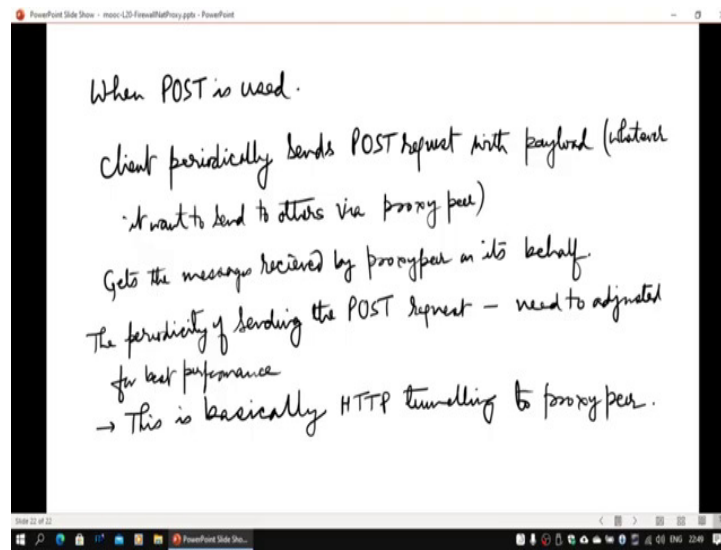 PowerPoint Slide Show - mooc-L20-FirewallNatProxy.pptx - PowerPoint
When POST is used.
Client periodically sends POST request with payload (whatever
it want to send to others via proxy peer)
Gets the messages recieved by proxypeer on its behalf.
The periodicity of sending the POST request - need to adjusted
for best performance
→ This is basically HTTP tunnelling to proxy peer.
Slide 22 of 22
PowerPoint Slide Sho...
ENG 22:49